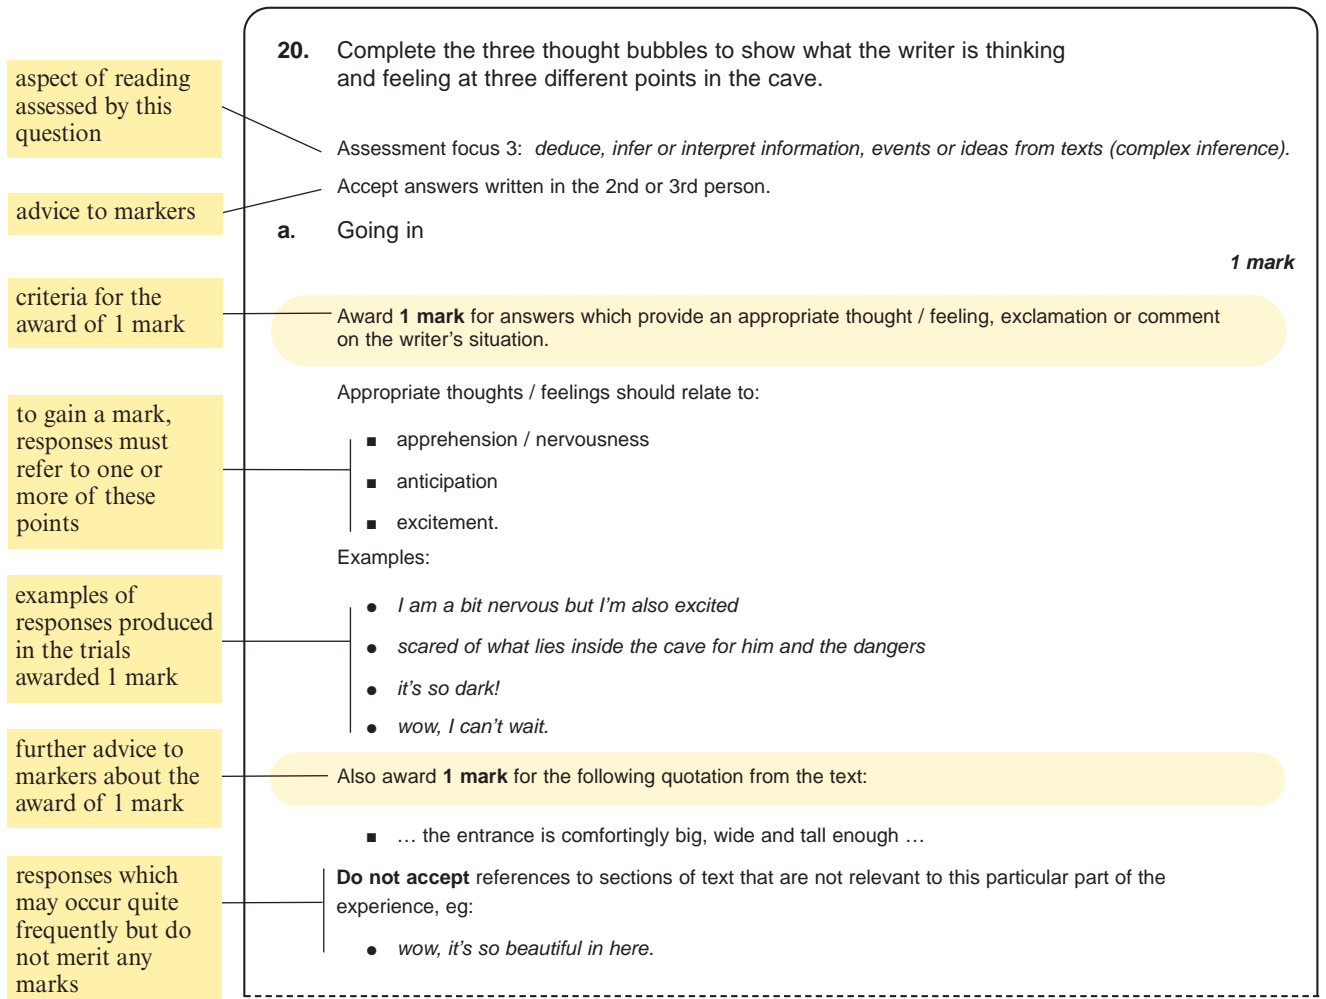 20. Complete the three thought bubbles to show what the writer is thinking
and feeling at three different points in the cave.
aspect of reading
assessed by this
question
Assessment focus 3: deduce, infer or interpret information, events or ideas from texts (complex inference).
advice to markers
Accept answers written in the 2nd or 3rd person.
a. Going in
1 mark
criteria for the
award of 1 mark
Award 1 mark for answers which provide an appropriate thought / feeling, exclamation or comment
on the writer's situation.
Appropriate thoughts / feelings should relate to:
to gain a mark,
responses must
refer to one or
more of these
points
■ apprehension / nervousness
■ anticipation
■ excitement.
Examples:
examples of
responses produced
in the trials
awarded 1 mark
● I am a bit nervous but I'm also excited
● scared of what lies inside the cave for him and the dangers
● it's so dark!
● wow, I can't wait.
further advice to
markers about the
award of 1 mark
Also award 1 mark for the following quotation from the text:
■ … the entrance is comfortingly big, wide and tall enough …
responses which
may occur quite
frequently but do
not merit any
marks
Do not accept references to sections of text that are not relevant to this particular part of the
experience, eg:
● wow, it's so beautiful in here.